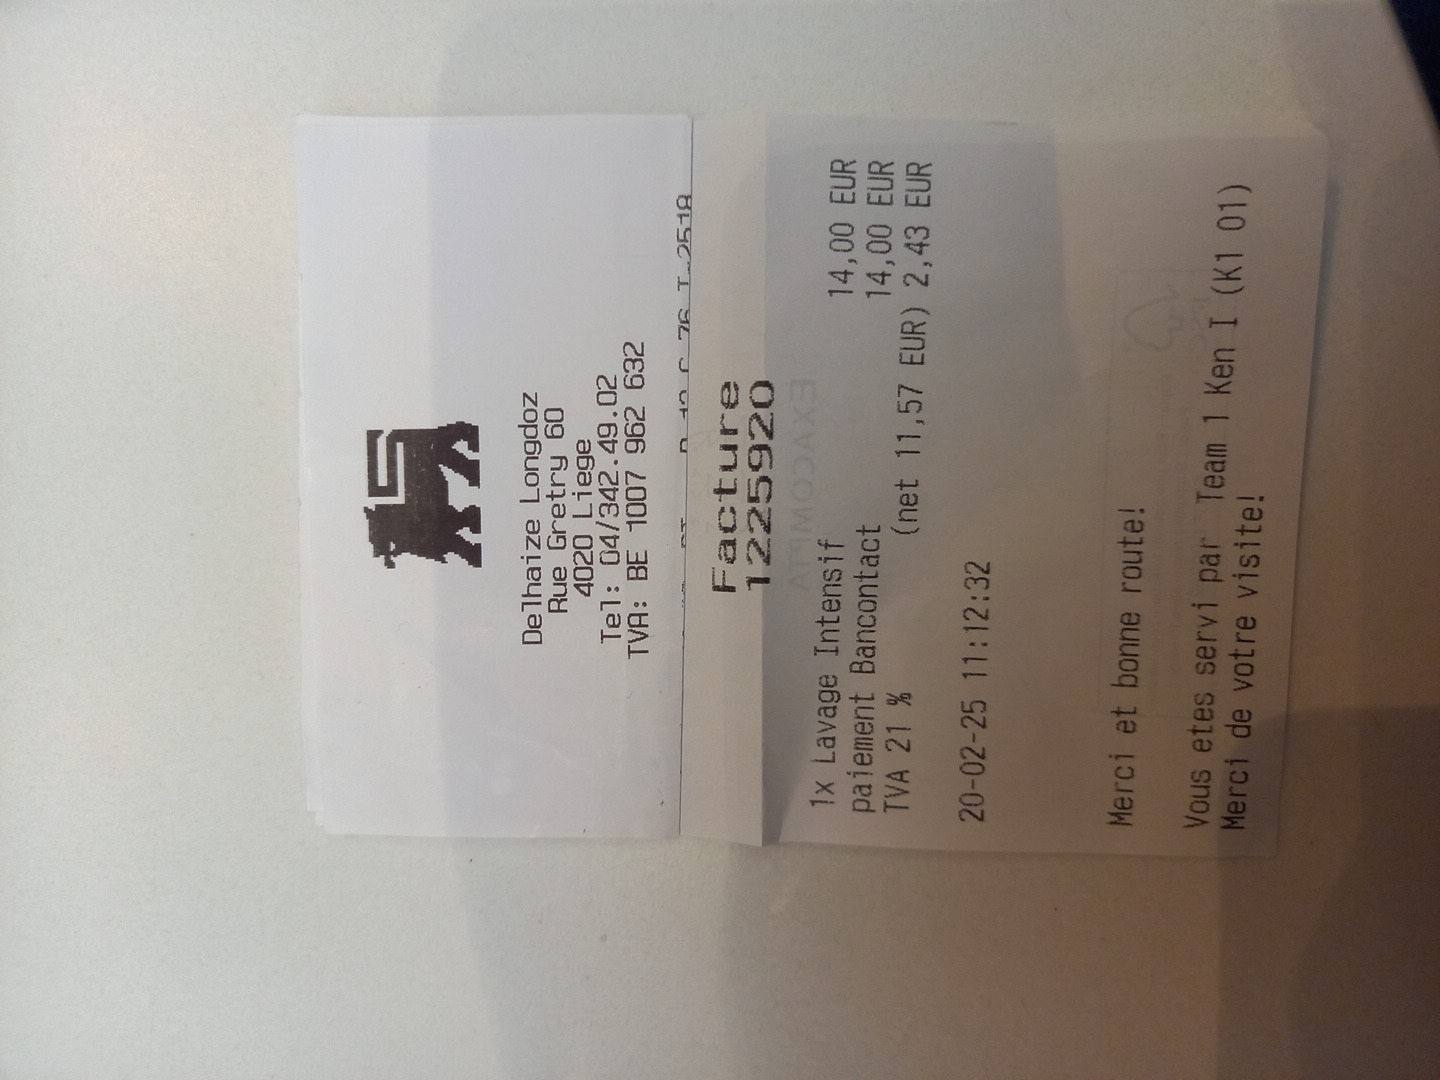 Delhaize Longdoz
Rue Gretry 60
4020 Liege
Tel: 04/342.49.02
TVA: BE 1007 962 632
C 76 T 2518
Facture
1225920
EXACOMPTA
1x Lavage Intensif 14,00 EUR
paiement Bancontact 14,00 EUR
TVA 21 % (net 11,57 EUR) 2,43 EUR
20-02-25 11:12:32
Merci et bonne route!
Vous etes servi par Team 1 Ken I (K1 01)
Merci de votre visite!